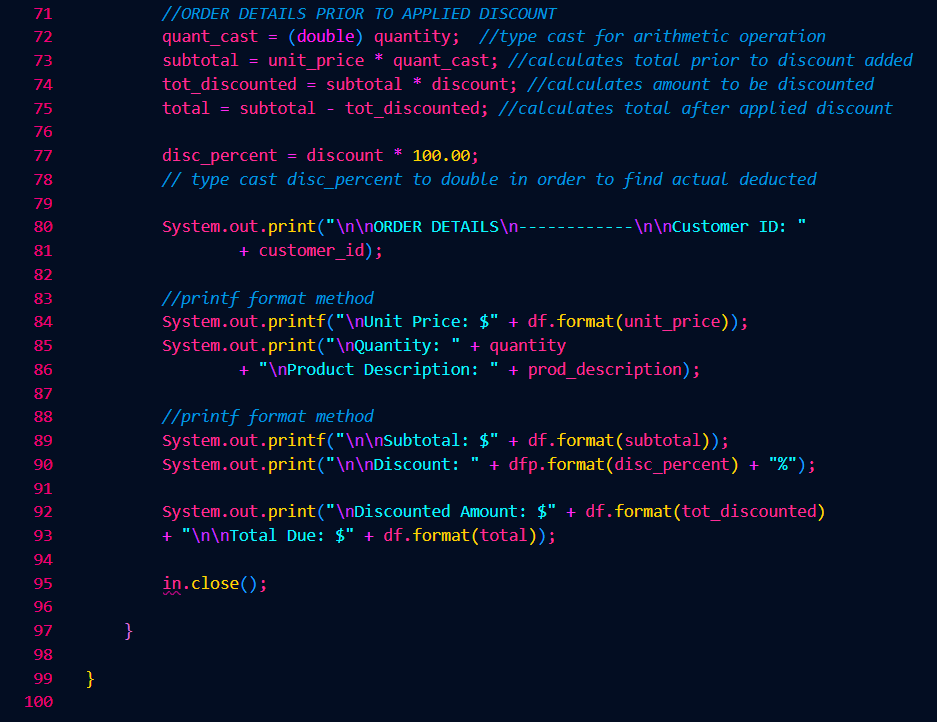 71 //ORDER DETAILS PRIOR TO APPLIED DISCOUNT
72 quant_cast = (double) quantity;  //type cast for arithmetic operation
73 subtotal = unit_price * quant_cast; //calculates total prior to discount added
74 tot_discounted = subtotal * discount; //calculates amount to be discounted
75 total = subtotal - tot_discounted; //calculates total after applied discount
76
77 disc_percent = discount * 100.00;
78 // type cast disc_percent to double in order to find actual deducted
79
80 System.out.print("\n\nORDER DETAILS\n------------\n\nCustomer ID: "
81 + customer_id);
82
83 //printf format method
84 System.out.printf("\nUnit Price: $" + df.format(unit_price));
85 System.out.print("\nQuantity: " + quantity
86 + "\nProduct Description: " + prod_description);
87
88 //printf format method
89 System.out.printf("\n\nSubtotal: $" + df.format(subtotal));
90 System.out.print("\n\nDiscount: " + dfp.format(disc_percent) + "%");
91
92 System.out.print("\nDiscounted Amount: $" + df.format(tot_discounted)
93 + "\n\nTotal Due: $" + df.format(total));
94
95 in.close();
96
97 }
98
99 }
100